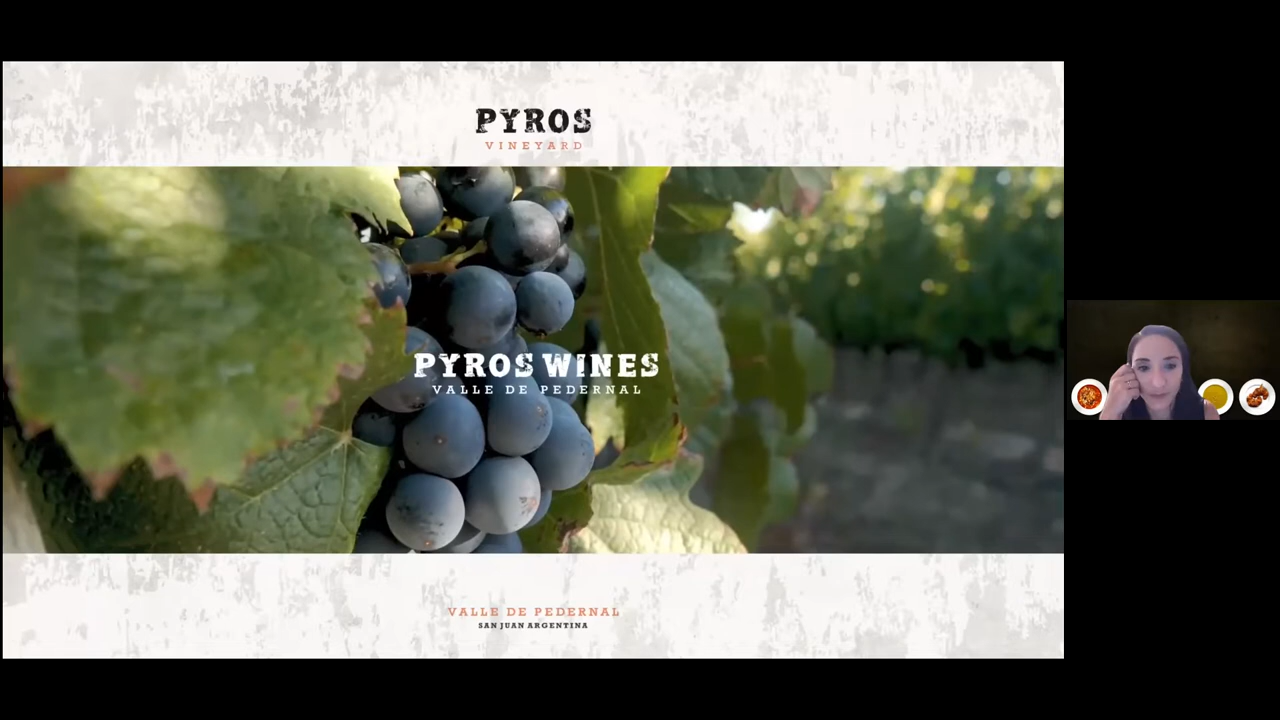 PYROS
VINEYARD
PYROS WINES
VALLE DE PEDERNAL
VALLE DE PEDERNAL
SAN JUAN ARGENTINA